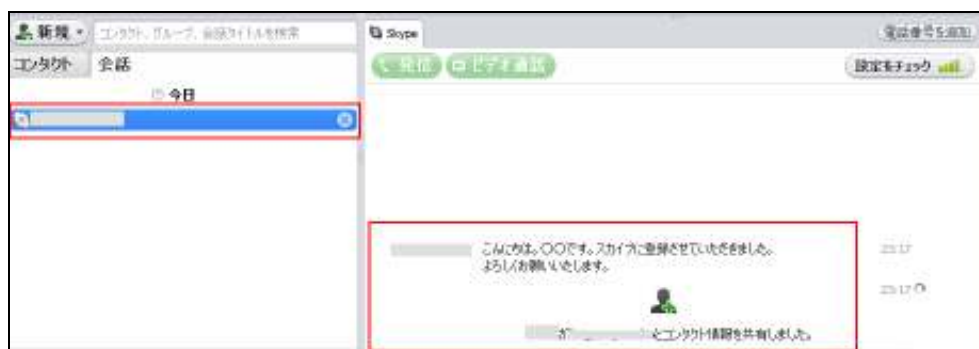 新規
コンタクト、グループ、会話タイトルを検索
コンタクト 会話
今日
Skype
電話番号を追加
発信 ビデオ通話
設定をチェック
こんにちは。〇〇です。スカイプに登録させていただきました。
よろしくお願いいたします。
23:17
23:17
が
とコンタクト情報を共有しました。